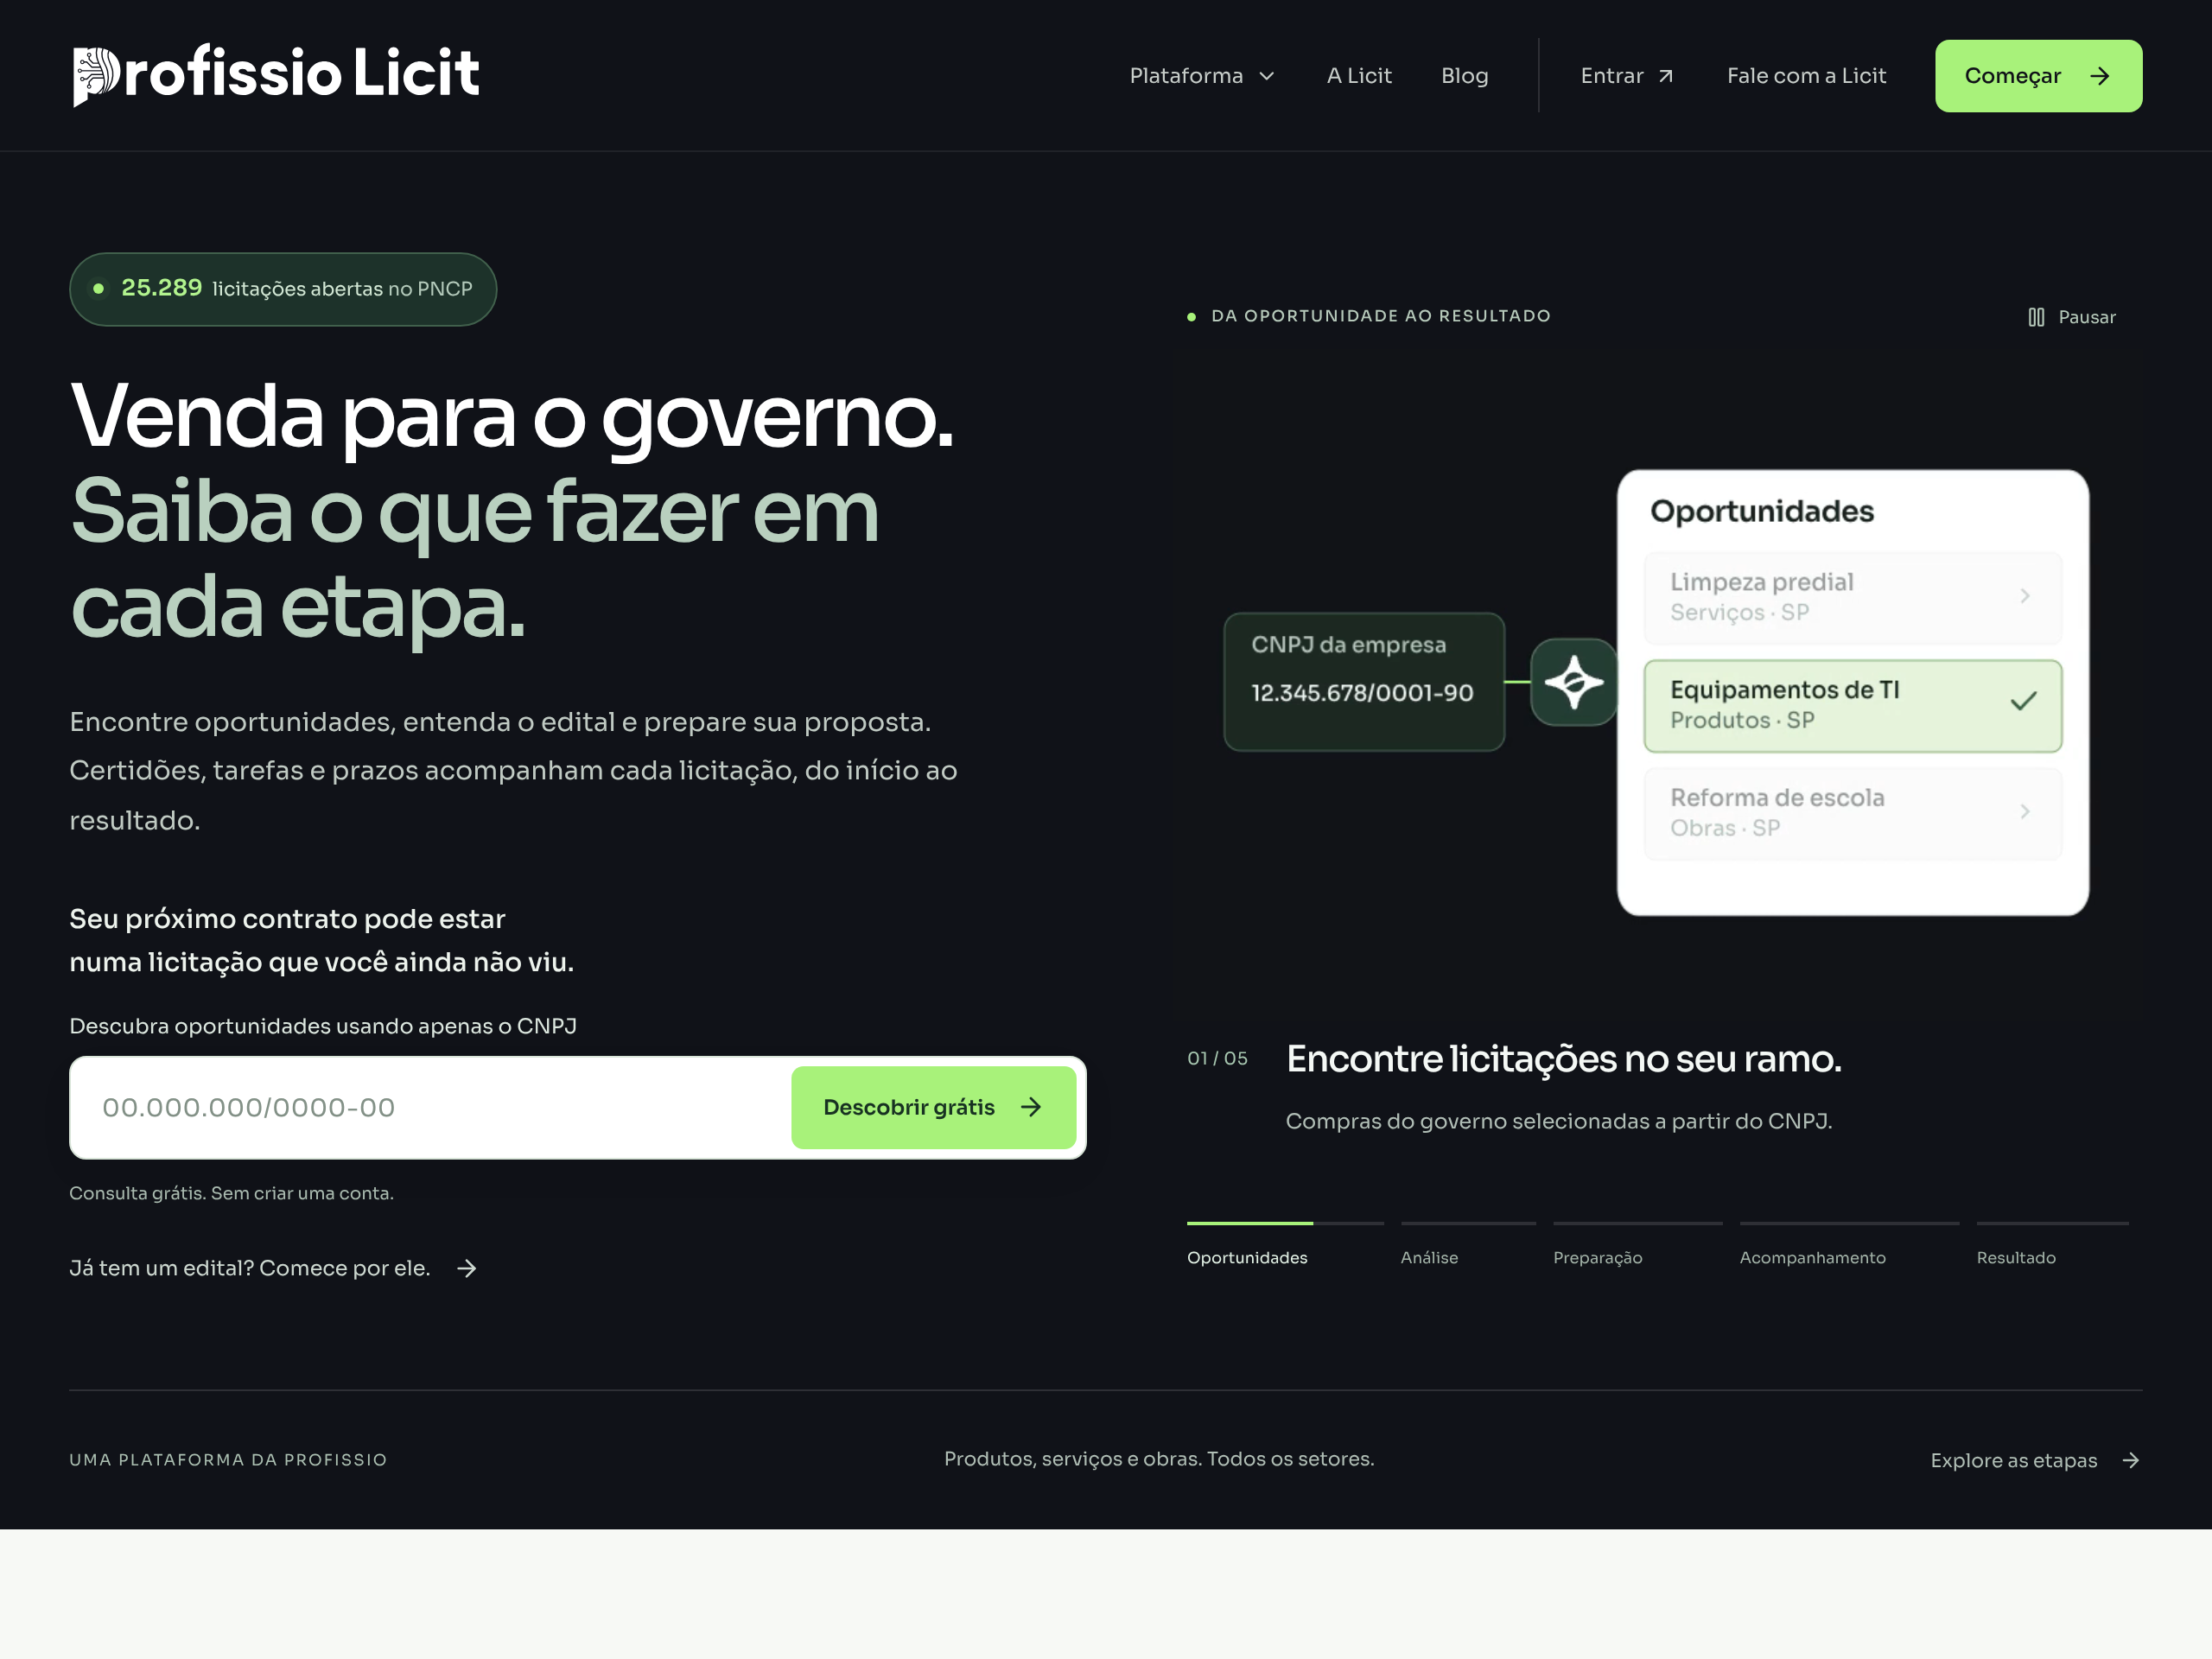 Profissio Licit
Plataforma
A Licit
Blog
Entrar
Fale com a Licit
Começar
25.289 licitações abertas no PNCP
Venda para o governo.
Saiba o que fazer em
cada etapa.
Encontre oportunidades, entenda o edital e prepare sua proposta.
Certidões, tarefas e prazos acompanham cada licitação, do início ao
resultado.
Seu próximo contrato pode estar
numa licitação que você ainda não viu.
Descubra oportunidades usando apenas o CNPJ
00.000.000/0000-00
Descobrir grátis
Consulta grátis. Sem criar uma conta.
Já tem um edital? Comece por ele.
DA OPORTUNIDADE AO RESULTADO
Pausar
CNPJ da empresa
12.345.678/0001-90
Oportunidades
Limpeza predial
Serviços · SP
Equipamentos de TI
Produtos · SP
Reforma de escola
Obras · SP
01 / 05
Encontre licitações no seu ramo.
Compras do governo selecionadas a partir do CNPJ.
Oportunidades
Análise
Preparação
Acompanhamento
Resultado
UMA PLATAFORMA DA PROFISSIO
Produtos, serviços e obras. Todos os setores.
Explore as etapas